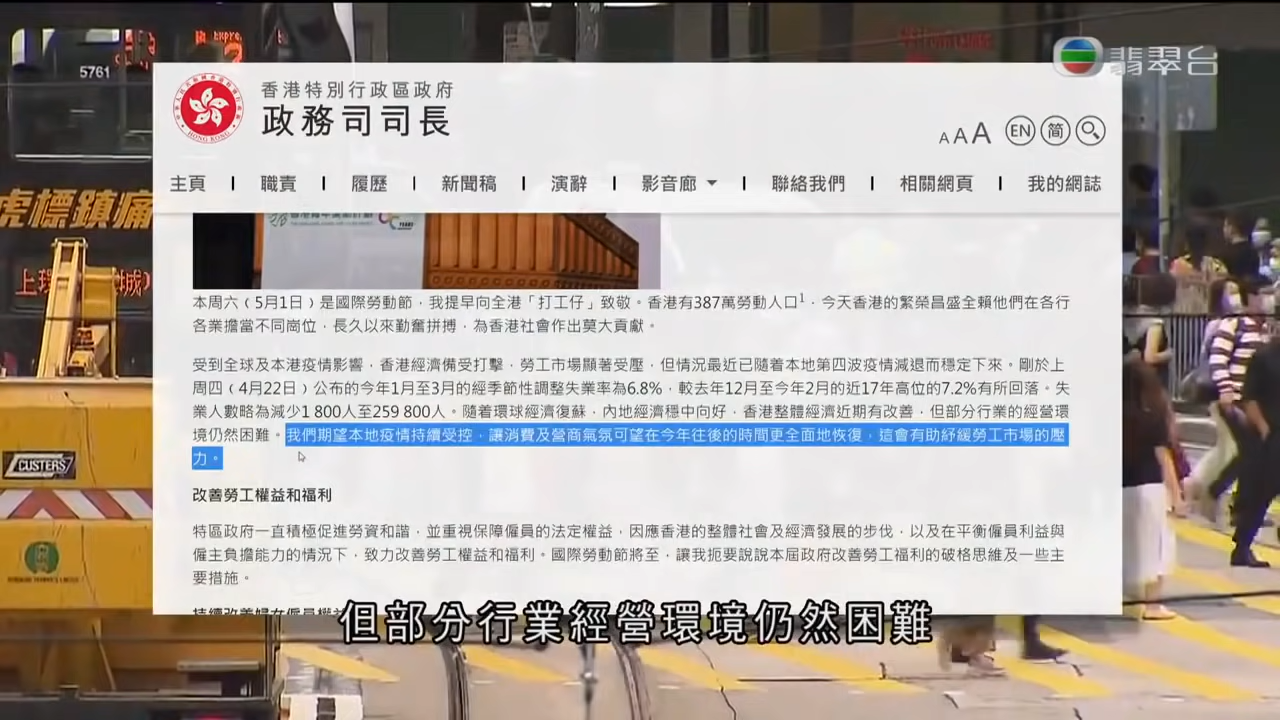 5761
翡翠台
香港特別行政區政府
政務司司長
HONG KONG
A A A EN 简
主頁 職責 履歷 新聞稿 演辭 影音廊 聯絡我們 相關網頁 我的網誌
虎標鎮痛
上環
城)
本周六（5月1日）是國際勞動節，我提早向全港「打工仔」致敬。香港有387萬勞動人口1，今天香港的繁榮昌盛全賴他們在各行
各業擔當不同崗位，長久以來勤奮拼搏，為香港社會作出莫大貢獻。
受到全球及本港疫情影響，香港經濟備受打擊，勞工市場顯著受壓，但情況最近已隨着本地第四波疫情減退而穩定下來。剛於上
周四（4月22日）公布的今年1月至3月的經季節性調整失業率為6.8%，較去年12月至今年2月的近17年高位的7.2%有所回落。失
業人數略為減少1 800人至259 800人。隨着環球經濟復蘇，內地經濟穩中向好，香港整體經濟近期有改善，但部分行業的經營環
境仍然困難。我們期望本地疫情持續受控，讓消費及營商氣氛可望在今年往後的時間更全面地恢復，這會有助紓緩勞工市場的壓
力。
改善勞工權益和福利
特區政府一直積極促進勞資和諧，並重視保障僱員的法定權益，因應香港的整體社會及經濟發展的步伐，以及在平衡僱員利益與
僱主負擔能力的情況下，致力改善勞工權益和福利。國際勞動節將至，讓我扼要說說本屆政府改善勞工福利的破格思維及一些主
要措施。
持續改善婦女僱員權
CUSTERS
但部分行業經營環境仍然困難